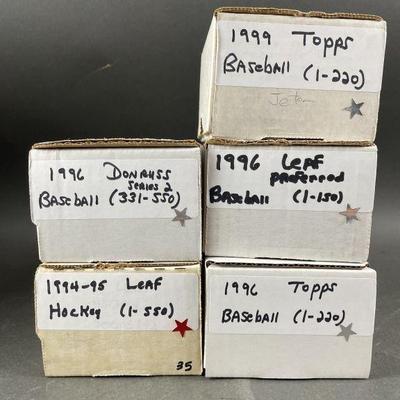 1999 Topps
Baseball (1-220)
Jeter
1996 Donruss
Series 2
Baseball (331-550)
1996 Leaf
Preferred
Baseball (1-150)
1994-95 Leaf
Hockey (1-550)
35
1996 Topps
Baseball (1-220)